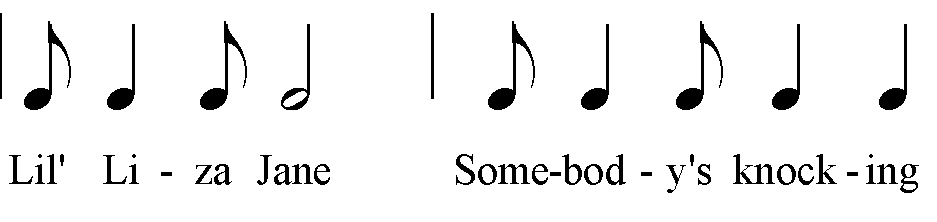 Lil' Li - za Jane Some-bod - y's knock - ing